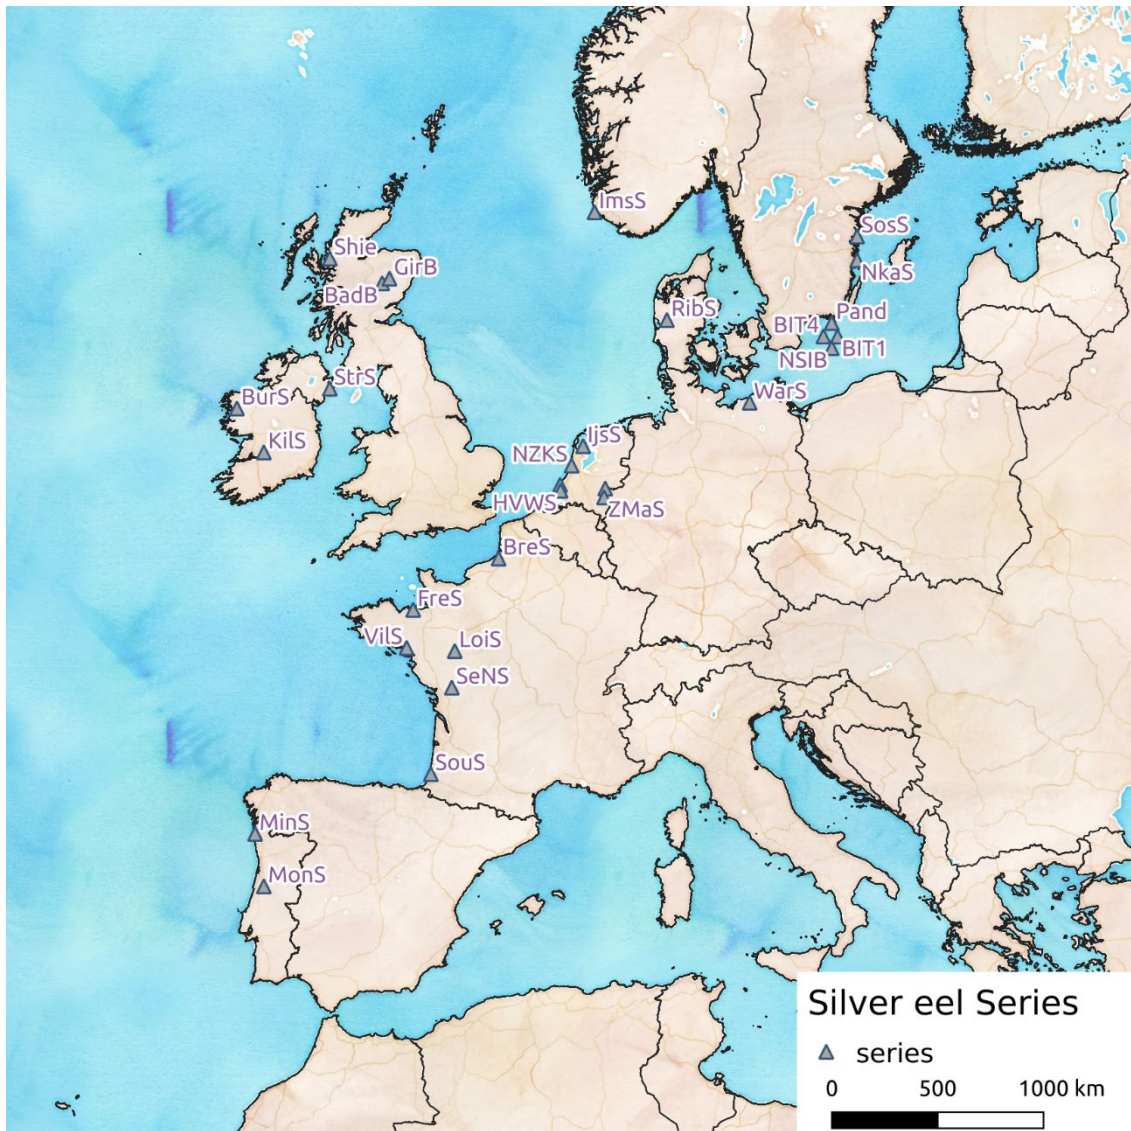 ImsS
SosS
Shie
GirB
NkaS
BadB
RibS
Pand
BIT4
BIT1
NSIB
StrS
WarS
BurS
IjsS
KilS
NZKS
HVWS
ZMaS
BreS
FreS
VilS
LoiS
SeNS
SouS
MinS
MonS
Silver eel Series
series
0 500 1000 km